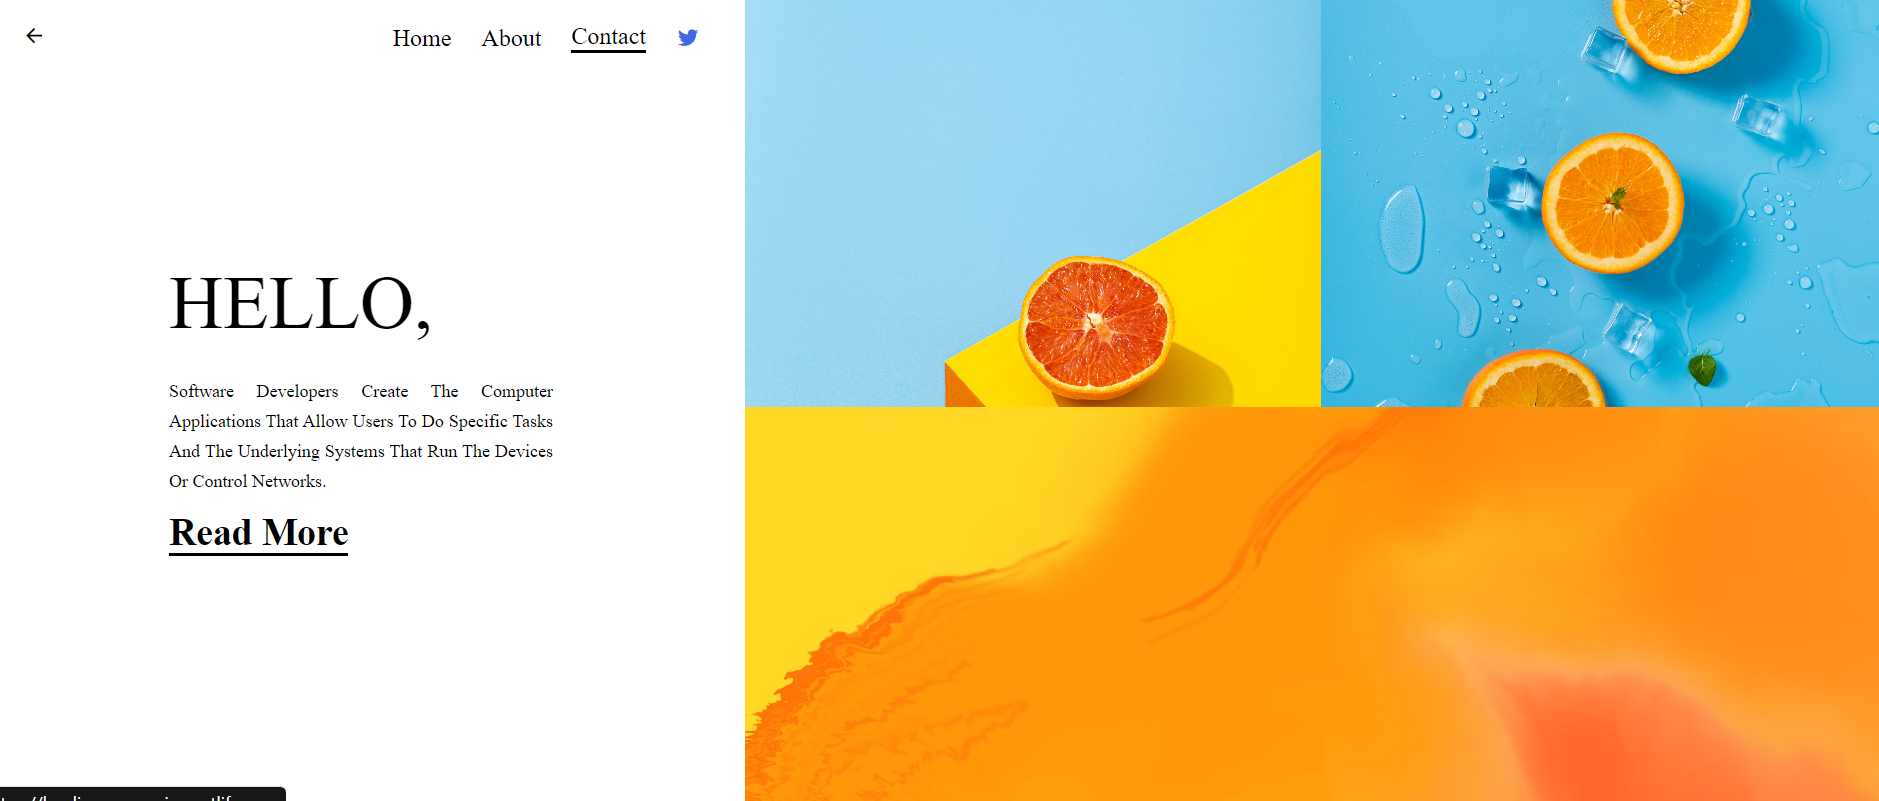 Home About Contact
HELLO,
Software Developers Create The Computer
Applications That Allow Users To Do Specific Tasks
And The Underlying Systems That Run The Devices
Or Control Networks.
Read More